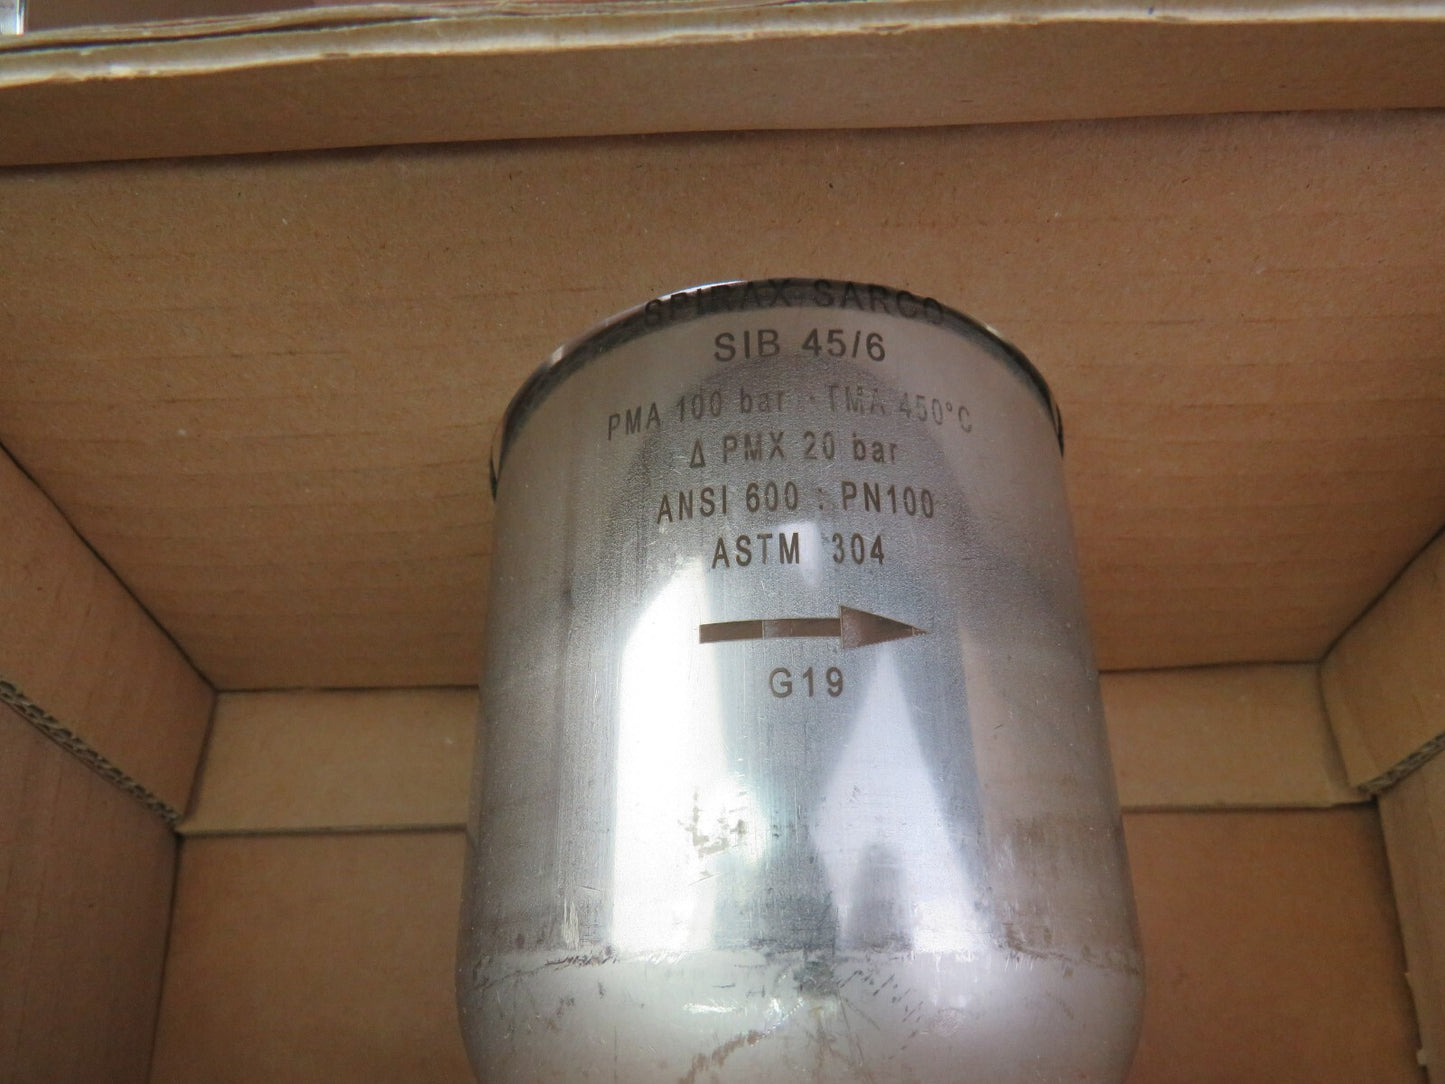 SPIRAX SARCO
SIB 45/6
PMA 100 bar : TMA 450°C
Δ PMX 20 bar
ANSI 600 : PN100
ASTM 304
G19